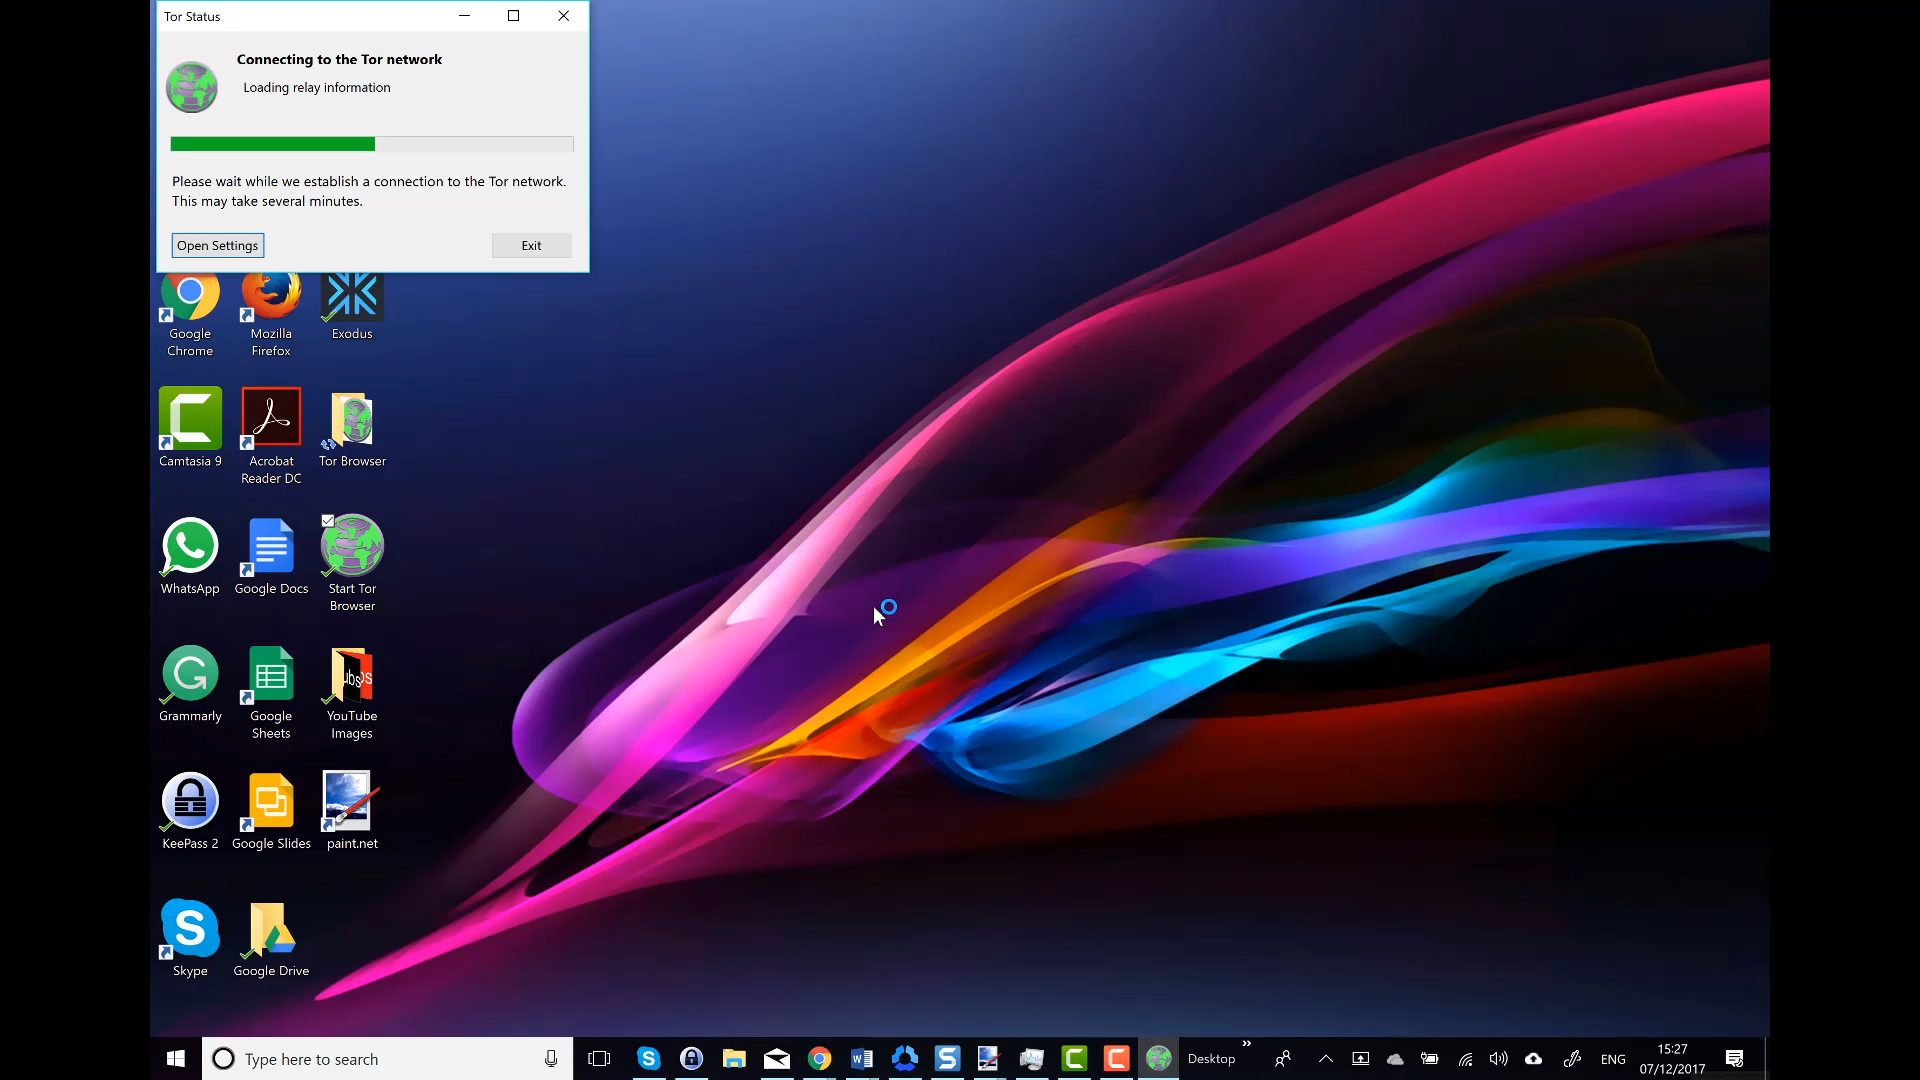 Tor Status
Connecting to the Tor network
Loading relay information
Please wait while we establish a connection to the Tor network.
This may take several minutes.
Open Settings
Exit
Google
Chrome
Mozilla
Firefox
Exodus
Camtasia 9
Acrobat
Reader DC
Tor Browser
WhatsApp
Google Docs
Start Tor
Browser
Grammarly
Google
Sheets
YouTube
Images
KeePass 2
Google Slides
paint.net
Skype
Google Drive
Type here to search
Desktop
ENG
15:27
07/12/2017